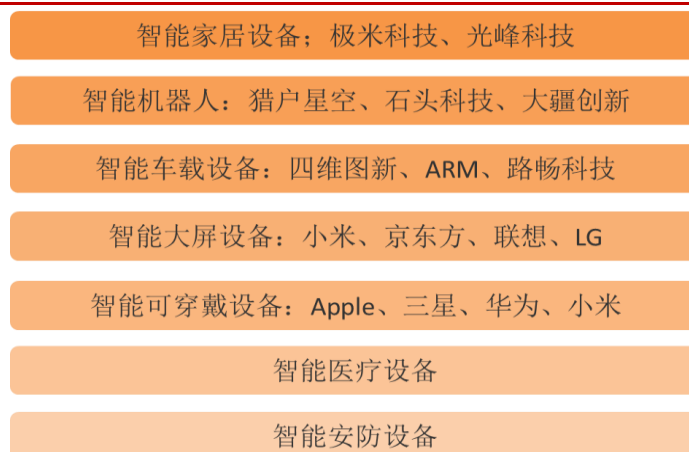 智能家居设备；极米科技、光峰科技
智能机器人：猎户星空、石头科技、大疆创新
智能车载设备：四维图新、ARM、路畅科技
智能大屏设备：小米、京东方、联想、LG
智能可穿戴设备：Apple、三星、华为、小米
智能医疗设备
智能安防设备